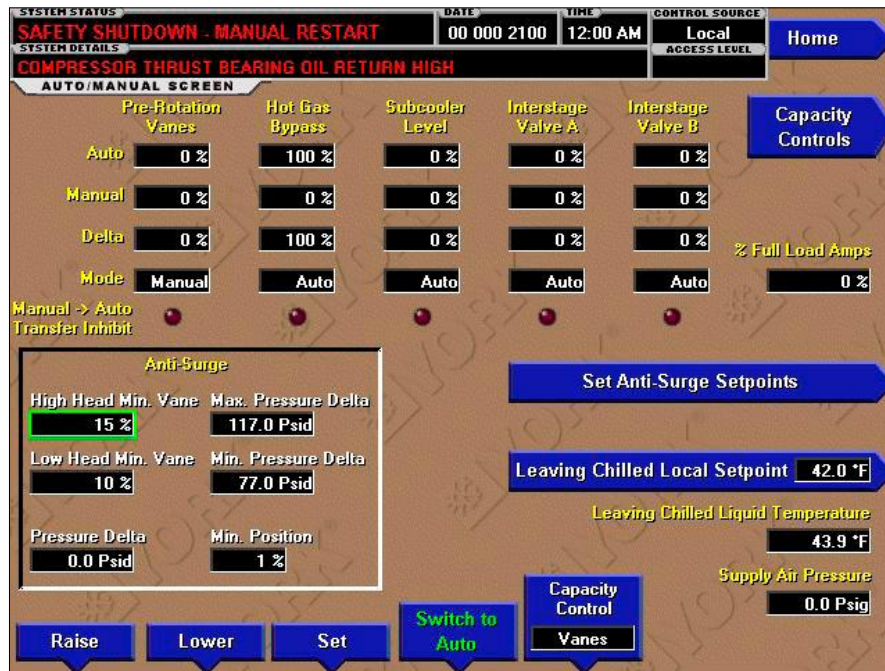 SYSTEM STATUS
SAFETY SHUTDOWN - MANUAL RESTART
SYSTEM DETAILS
COMPRESSOR THRUST BEARING OIL RETURN HIGH
DATE
00 000 2100
TIME
12:00 AM
CONTROL SOURCE
Local
ACCESS LEVEL
Home
AUTO/MANUAL SCREEN
Capacity Controls
Pre-Rotation Vanes Hot Gas Bypass Subcooler Level Interstage Valve A Interstage Valve B
Auto 0 % 100 % 0 % 0 % 0 %
Manual 0 % 0 % 0 % 0 % 0 %
Delta 0 % 100 % 0 % 0 % 0 %
Mode Manual Auto Auto Auto Auto
% Full Load Amps
0 %
Manual -> Auto
Transfer Inhibit
Anti-Surge
High Head Min. Vane Max. Pressure Delta
15 % 117.0 Psid
Low Head Min. Vane Min. Pressure Delta
10 % 77.0 Psid
Pressure Delta Min. Position
0.0 Psid 1 %
Set Anti-Surge Setpoints
Leaving Chilled Local Setpoint 42.0 °F
Leaving Chilled Liquid Temperature
43.9 °F
Supply Air Pressure
0.0 Psig
Raise
Lower
Set
Switch to
Auto
Capacity
Control
Vanes
YORK